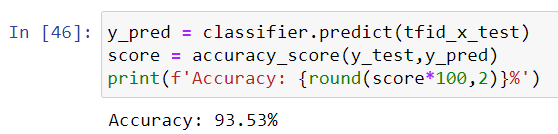 In [46]: y_pred = classifier.predict(tfid_x_test)
score = accuracy_score(y_test,y_pred)
print(f'Accuracy: {round(score*100,2)}%')
Accuracy: 93.53%